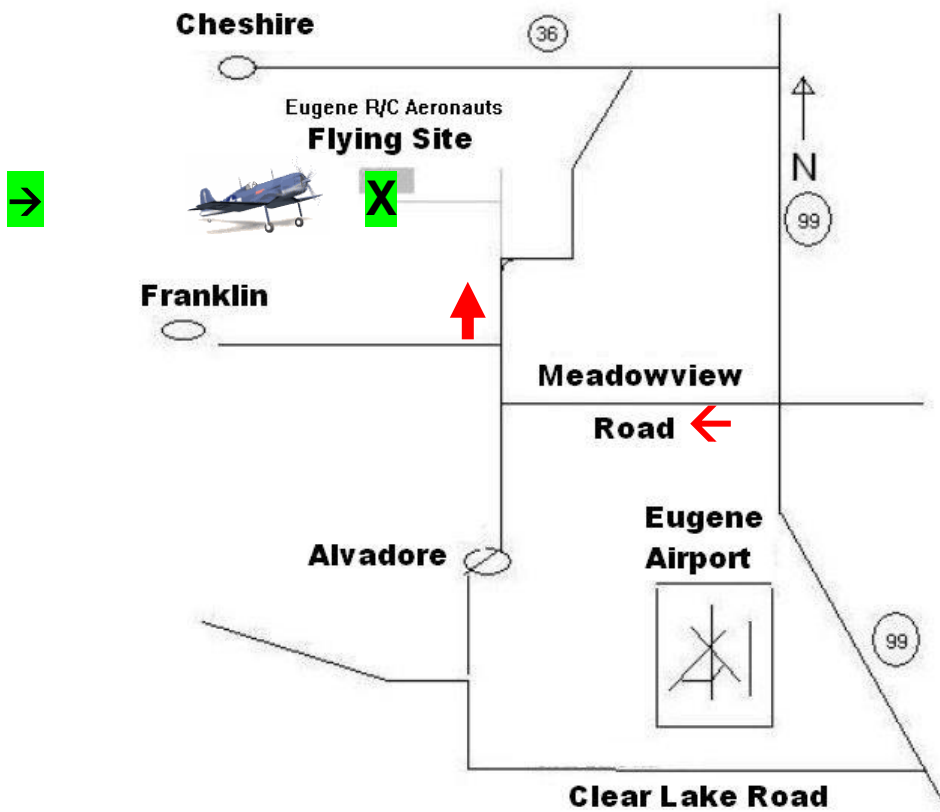 Cheshire
36
Eugene R/C Aeronauts
Flying Site
N
X
99
Franklin
Meadowview
Road
Eugene
Airport
Alvadore
99
Clear Lake Road